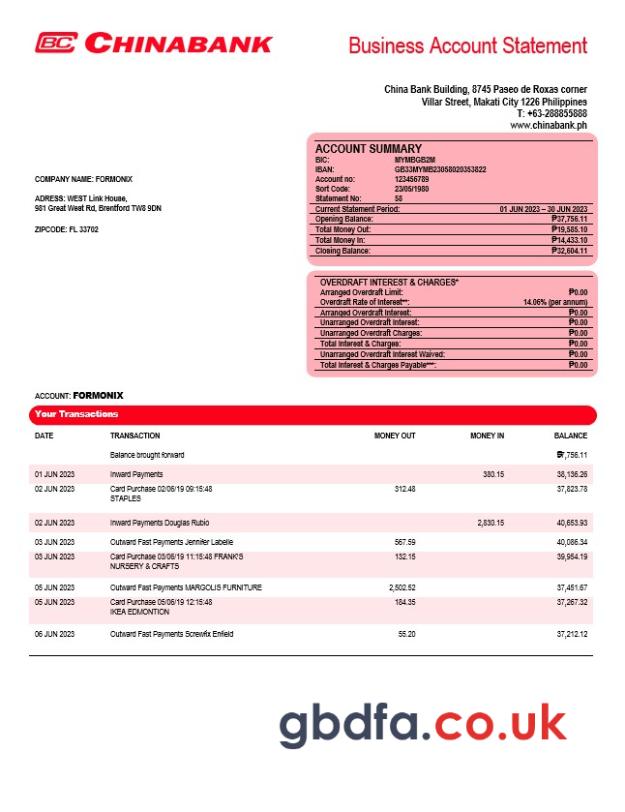 BC CHINABANK
Business Account Statement
China Bank Building, 8745 Paseo de Roxas corner
Villar Street, Makati City 1226 Philippines
T: +63-288855888
www.chinabank.ph
COMPANY NAME: FORMONIX
ADRESS: WEST Link House,
981 Great West Rd, Brentford TW8 9DN
ZIPCODE: FL 33702
ACCOUNT SUMMARY
BIC: MYMBGB2M
IBAN: GB33MYMB23058020353822
Account no: 123456789
Sort Code: 23/05/1980
Statement No: 58
Current Statement Period: 01 JUN 2023 – 30 JUN 2023
Opening Balance: ₱37,756.11
Total Money Out: ₱19,585.10
Total Money In: ₱14,433.10
Closing Balance: ₱32,604.11
OVERDRAFT INTEREST & CHARGES*
Arranged Overdraft Limit: ₱0.00
Overdraft Rate of Interest**: 14.06% (per annum)
Arranged Overdraft Interest: ₱0.00
Unarranged Overdraft Interest: ₱0.00
Unarranged Overdraft Charges: ₱0.00
Total Interest & Charges: ₱0.00
Unarranged Overdraft Interest Waived: ₱0.00
Total Interest & Charges Payable***: ₱0.00
ACCOUNT: FORMONIX
Your Transactions
DATE TRANSACTION MONEY OUT MONEY IN BALANCE
Balance brought forward ₱7,756.11
01 JUN 2023 Inward Payments 380.15 38,136.26
02 JUN 2023 Card Purchase 02/06/19 09:15:48 312.48 37,823.78
STAPLES
02 JUN 2023 Inward Payments Douglas Rubio 2,830.15 40,653.93
03 JUN 2023 Outward Fast Payments Jennifer Labelle 567.59 40,086.34
03 JUN 2023 Card Purchase 03/06/19 11:15:48 FRANK'S 132.15 39,954.19
NURSERY & CRAFTS
05 JUN 2023 Outward Fast Payments MARGOLIS FURNITURE 2,502.52 37,451.67
05 JUN 2023 Card Purchase 05/06/19 12:15:48 184.35 37,267.32
IKEA EDMONTION
06 JUN 2023 Outward Fast Payments Screwfix Enfield 55.20 37,212.12
gbdfa.co.uk